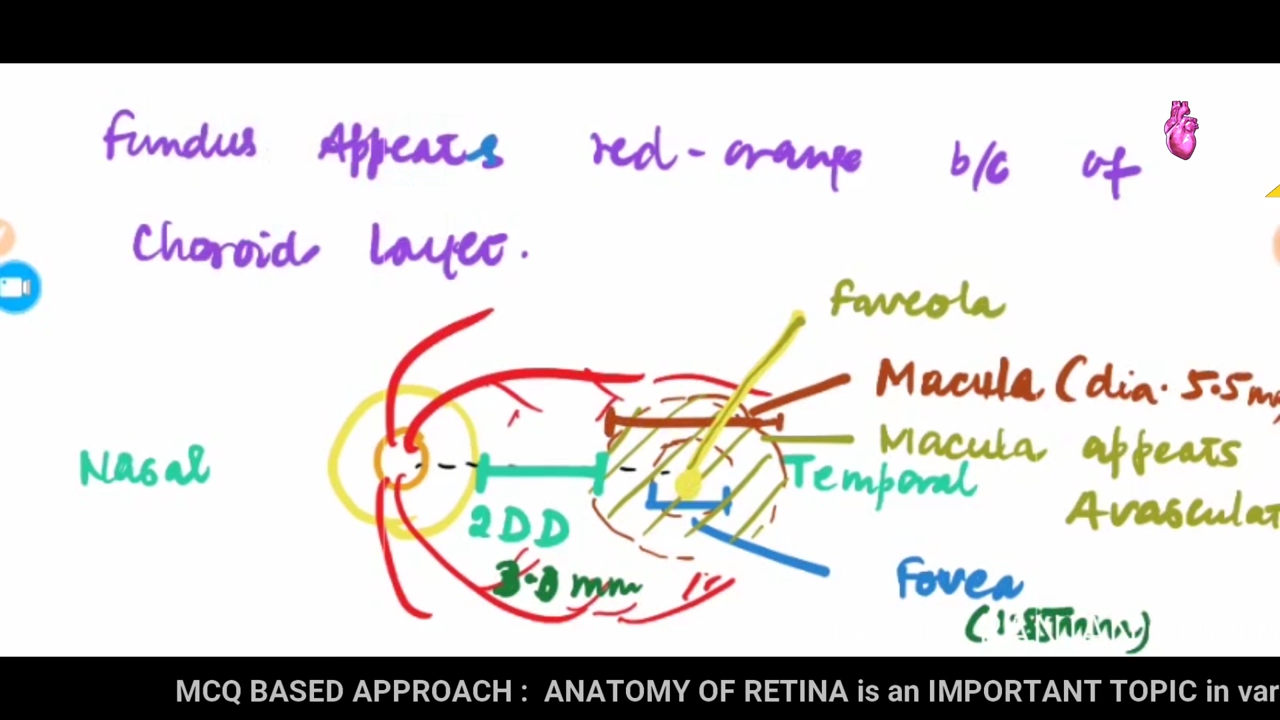 Fundus Appears red-orange b/c of
Choroid Layer.
Faveola
Macula (dia. 5.5
Macula appears
Avascular
Nasal
Temporal
2DD
3.0 mm
Fovea
MCQ BASED APPROACH : ANATOMY OF RETINA is an IMPORTANT TOPIC in var